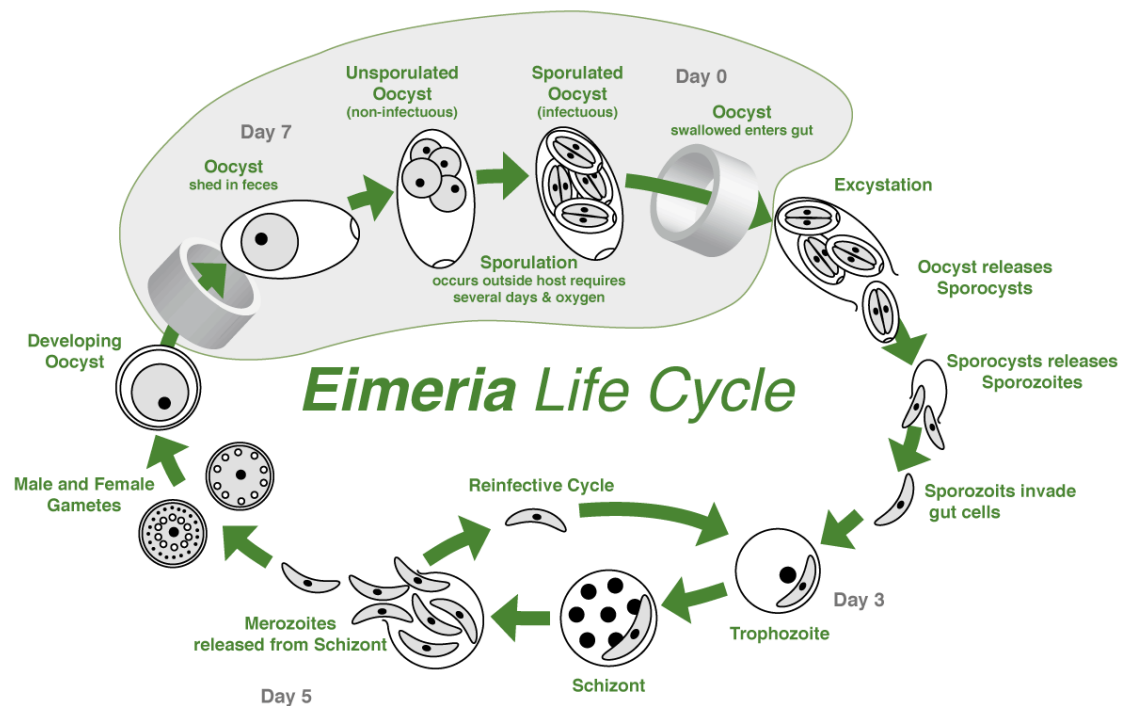 Day 7
Oocyst
shed in feces
Unsporulated
Oocyst
(non-infectuous)
Sporulated
Oocyst
(infectuous)
Day 0
Oocyst
swallowed enters gut
Sporulation
occurs outside host requires
several days & oxygen
Excystation
Oocyst releases
Sporocysts
Sporocysts releases
Sporozoites
Sporozoits invade
gut cells
Day 3
Trophozoite
Schizont
Reinfective Cycle
Merozoites
released from Schizont
Day 5
Male and Female
Gametes
Developing
Oocyst
Eimeria Life Cycle